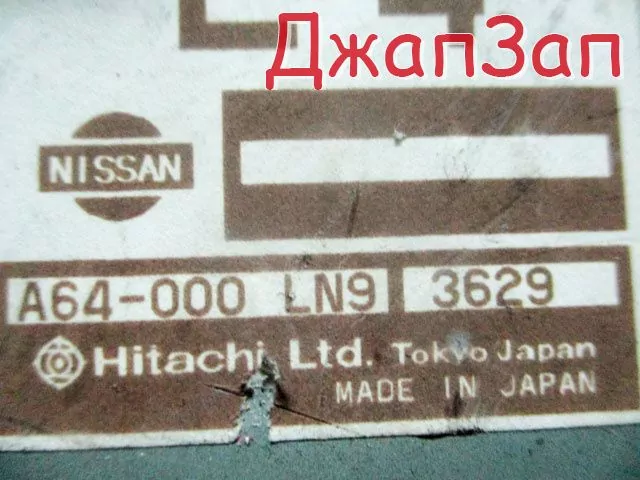 ДжапЗап
NISSAN
A64-000 LN9 3629
Hitachi, Ltd. Tokyo Japan
MADE IN JAPAN